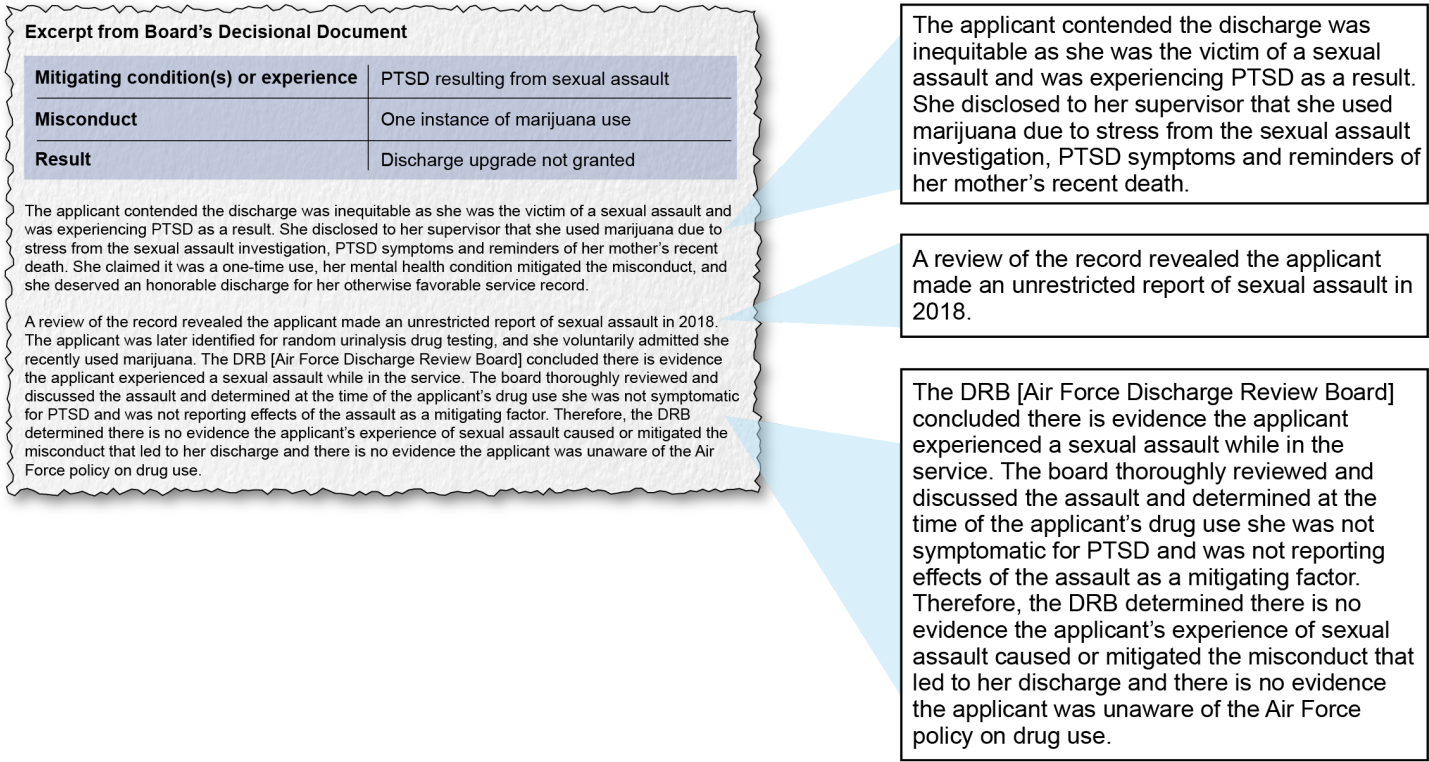 Excerpt from Board’s Decisional Document
Mitigating condition(s) or experience PTSD resulting from sexual assault
Misconduct One instance of marijuana use
Result Discharge upgrade not granted
The applicant contended the discharge was inequitable as she was the victim of a sexual assault and
was experiencing PTSD as a result. She disclosed to her supervisor that she used marijuana due to
stress from the sexual assault investigation, PTSD symptoms and reminders of her mother’s recent
death. She claimed it was a one-time use, her mental health condition mitigated the misconduct, and
she deserved an honorable discharge for her otherwise favorable service record.
A review of the record revealed the applicant made an unrestricted report of sexual assault in 2018.
The applicant was later identified for random urinalysis drug testing, and she voluntarily admitted she
recently used marijuana. The DRB [Air Force Discharge Review Board] concluded there is evidence
the applicant experienced a sexual assault while in the service. The board thoroughly reviewed and
discussed the assault and determined at the time of the applicant’s drug use she was not symptomatic
for PTSD and was not reporting effects of the assault as a mitigating factor. Therefore, the DRB
determined there is no evidence the applicant’s experience of sexual assault caused or mitigated the
misconduct that led to her discharge and there is no evidence the applicant was unaware of the Air
Force policy on drug use.
The applicant contended the discharge was
inequitable as she was the victim of a sexual
assault and was experiencing PTSD as a result.
She disclosed to her supervisor that she used
marijuana due to stress from the sexual assault
investigation, PTSD symptoms and reminders of
her mother’s recent death.
A review of the record revealed the applicant
made an unrestricted report of sexual assault in
2018.
The DRB [Air Force Discharge Review Board]
concluded there is evidence the applicant
experienced a sexual assault while in the
service. The board thoroughly reviewed and
discussed the assault and determined at the
time of the applicant’s drug use she was not
symptomatic for PTSD and was not reporting
effects of the assault as a mitigating factor.
Therefore, the DRB determined there is no
evidence the applicant’s experience of sexual
assault caused or mitigated the misconduct that
led to her discharge and there is no evidence
the applicant was unaware of the Air Force
policy on drug use.